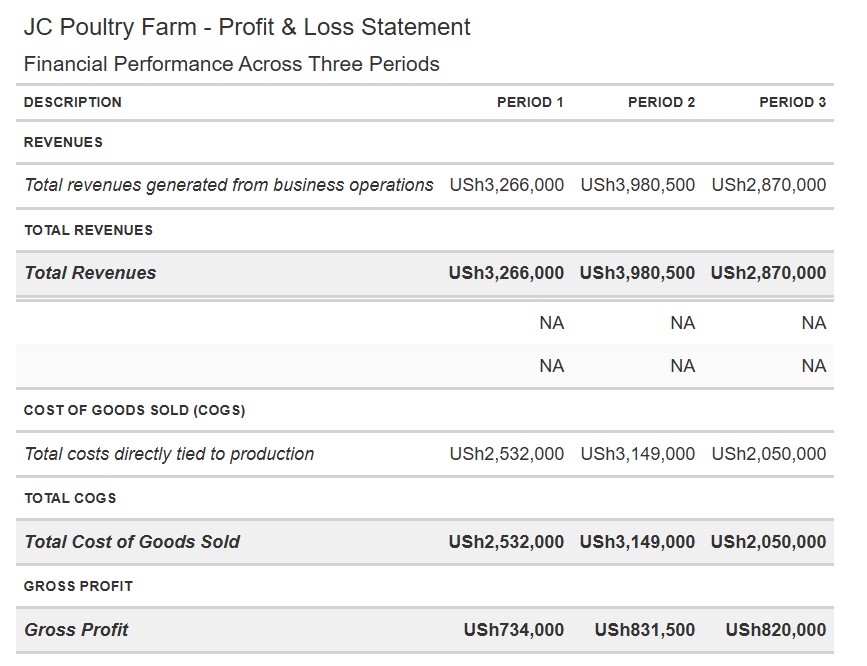 JC Poultry Farm - Profit & Loss Statement
Financial Performance Across Three Periods
DESCRIPTION PERIOD 1 PERIOD 2 PERIOD 3
REVENUES
Total revenues generated from business operations USh3,266,000 USh3,980,500 USh2,870,000
TOTAL REVENUES
Total Revenues USh3,266,000 USh3,980,500 USh2,870,000
NA NA NA
NA NA NA
COST OF GOODS SOLD (COGS)
Total costs directly tied to production USh2,532,000 USh3,149,000 USh2,050,000
TOTAL COGS
Total Cost of Goods Sold USh2,532,000 USh3,149,000 USh2,050,000
GROSS PROFIT
Gross Profit USh734,000 USh831,500 USh820,000